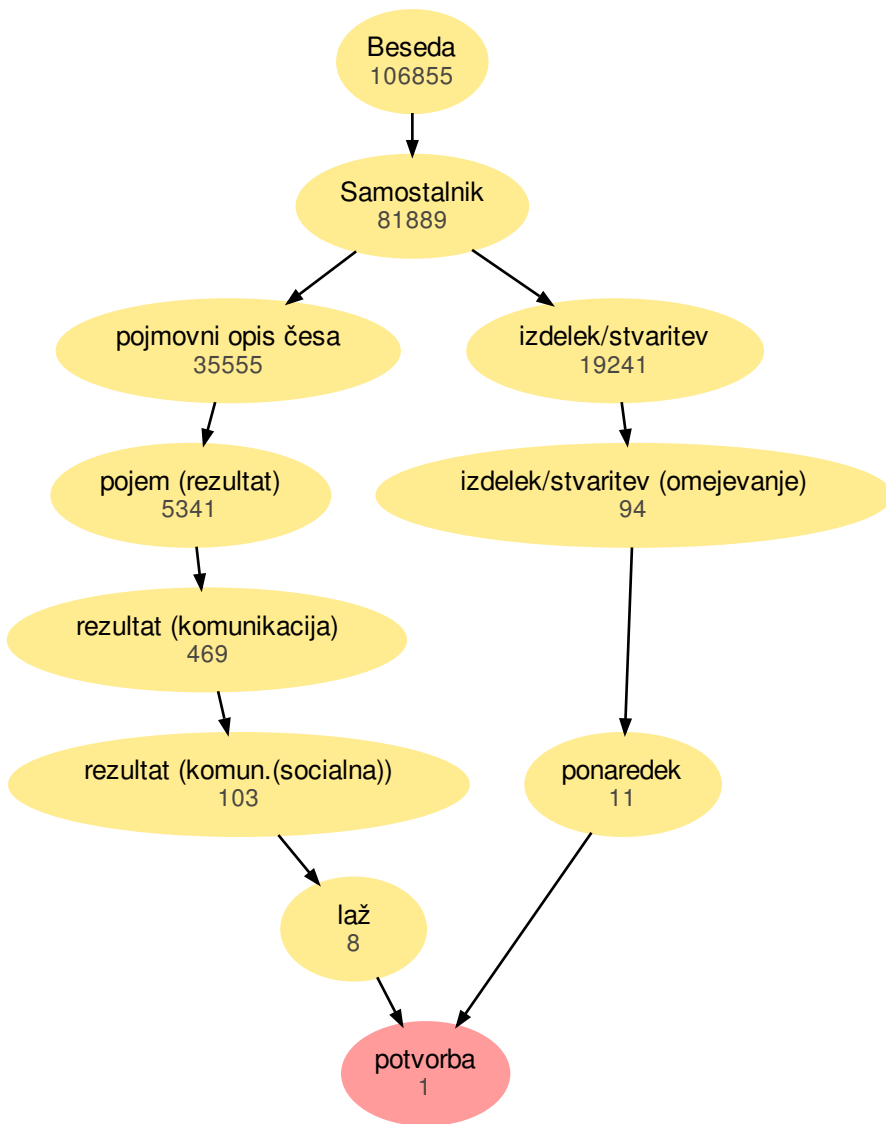 Beseda
106855
Samostalnik
81889
pojmovni opis česa
35555
izdelek/stvaritev
19241
pojem (rezultat)
5341
izdelek/stvaritev (omejevanje)
94
rezultat (komunikacija)
469
rezultat (komun.(socialna))
103
ponaredek
11
laž
8
potvorba
1